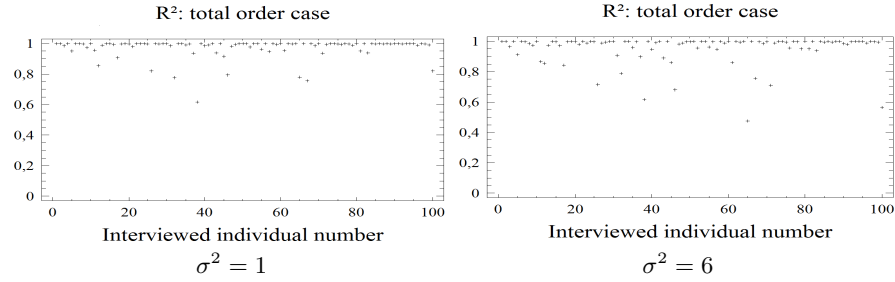 R²: total order case
1
0,8
0,6
0,4
0,2
0
0 20 40 60 80 100
Interviewed individual number
σ² = 1
R²: total order case
1
0,8
0,6
0,4
0,2
0
0 20 40 60 80 100
Interviewed individual number
σ² = 6